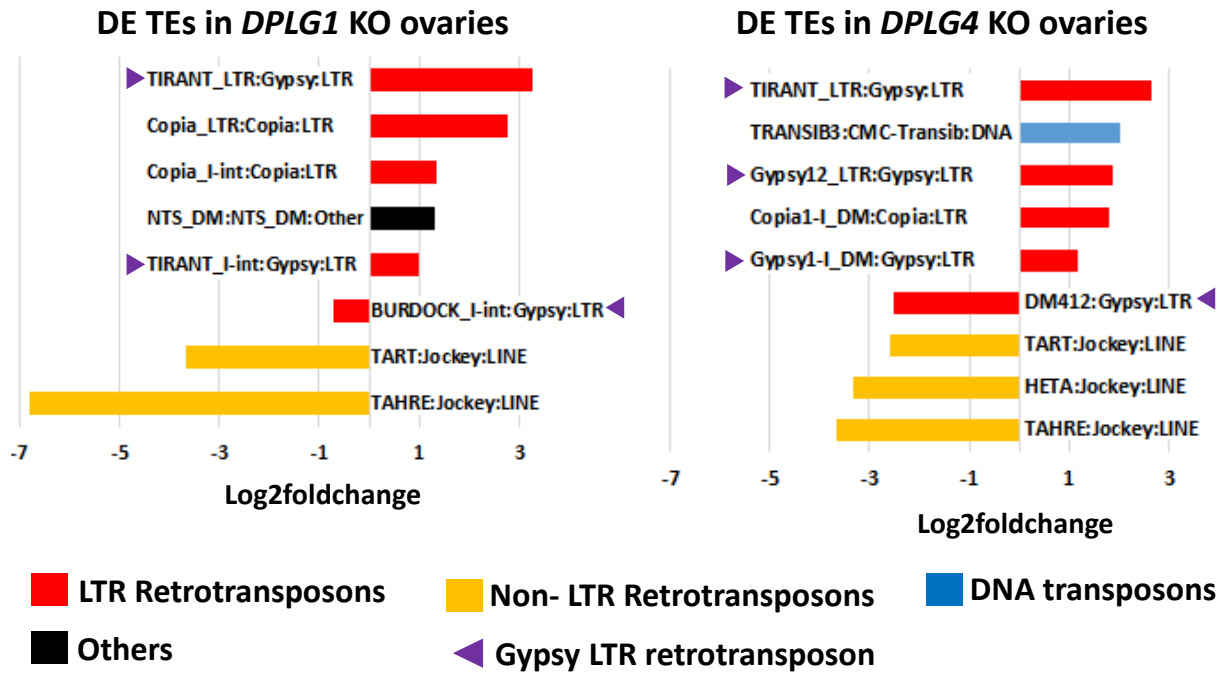 DE TEs in DPLG1 KO ovaries
TIRANT_LTR:Gypsy:LTR
Copia_LTR:Copia:LTR
Copia_I-int:Copia:LTR
NTS_DM:NTS_DM:Other
TIRANT_I-int:Gypsy:LTR
BURDOCK_I-int:Gypsy:LTR
TART:Jockey:LINE
TAHRE:Jockey:LINE
-7 -5 -3 -1 1 3
Log2foldchange
DE TEs in DPLG4 KO ovaries
TIRANT_LTR:Gypsy:LTR
TRANSIB3:CMC-Transib:DNA
Gypsy12_LTR:Gypsy:LTR
Copia1-I_DM:Copia:LTR
Gypsy1-I_DM:Gypsy:LTR
DM412:Gypsy:LTR
TART:Jockey:LINE
HETA:Jockey:LINE
TAHRE:Jockey:LINE
-7 -5 -3 -1 1 3
Log2foldchange
LTR Retrotransposons
Non- LTR Retrotransposons
DNA transposons
Others
Gypsy LTR retrotransposon